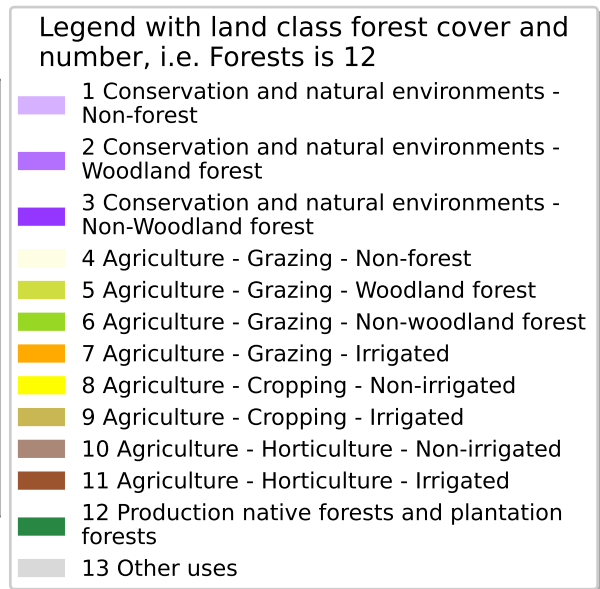 Legend with land class forest cover and
number, i.e. Forests is 12
1 Conservation and natural environments -
Non-forest
2 Conservation and natural environments -
Woodland forest
3 Conservation and natural environments -
Non-Woodland forest
4 Agriculture - Grazing - Non-forest
5 Agriculture - Grazing - Woodland forest
6 Agriculture - Grazing - Non-woodland forest
7 Agriculture - Grazing - Irrigated
8 Agriculture - Cropping - Non-irrigated
9 Agriculture - Cropping - Irrigated
10 Agriculture - Horticulture - Non-irrigated
11 Agriculture - Horticulture - Irrigated
12 Production native forests and plantation
forests
13 Other uses